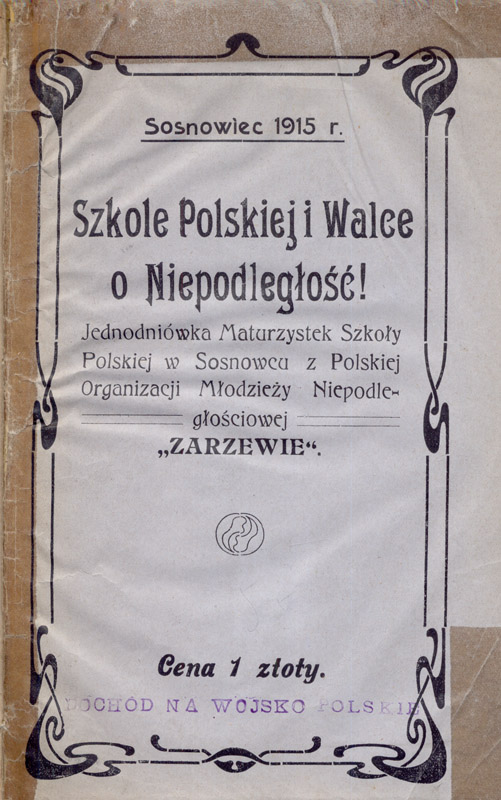 Sosnowiec 1915 r.
Szkole Polskiej i Walce
o Niepodległość!
Jednodniówka Maturzystek Szkoły
Polskiej w Sosnowcu z Polskiej
Organizacji Młodzieży Niepodle-
głościowej
„ZARZEWIE“.
Cena 1 złoty.
DOCHÓD NA WOJSKO POLSKIE